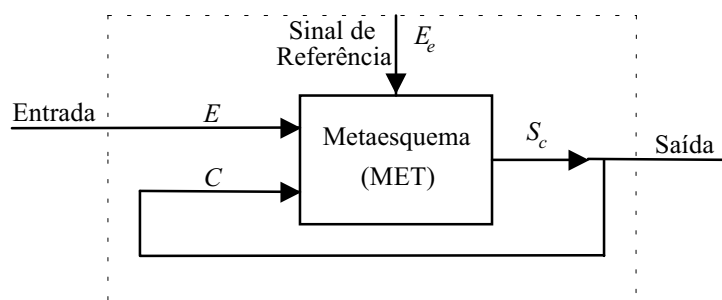 Sinal de
Referência
E_e
Entrada
E
Metaesquema
(MET)
S_c
Saída
C